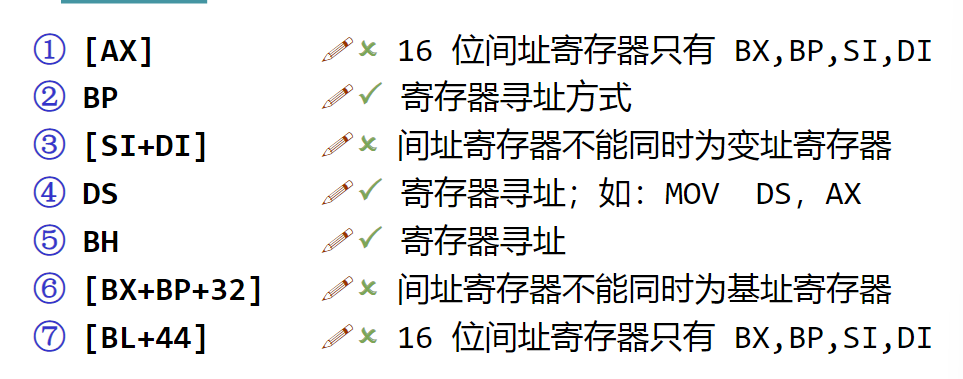 ① [AX] ✗ 16 位间址寄存器只有 BX,BP,SI,DI
② BP ✓ 寄存器寻址方式
③ [SI+DI] ✗ 间址寄存器不能同时为变址寄存器
④ DS ✓ 寄存器寻址；如：MOV DS, AX
⑤ BH ✓ 寄存器寻址
⑥ [BX+BP+32] ✗ 间址寄存器不能同时为基址寄存器
⑦ [BL+44] ✗ 16 位间址寄存器只有 BX,BP,SI,DI